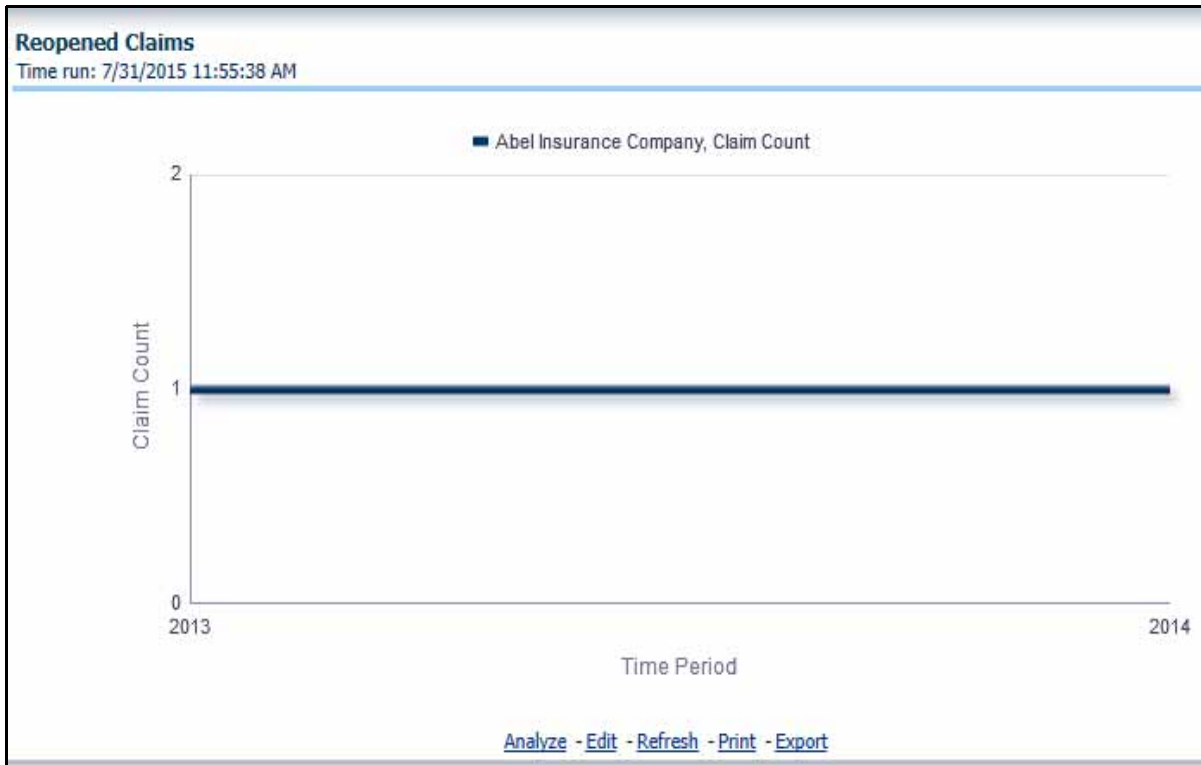 Reopened Claims
Time run: 7/31/2015 11:55:38 AM
Abel Insurance Company, Claim Count
2
Claim Count
1
0
2013 2014
Time Period
Analyze - Edit - Refresh - Print - Export